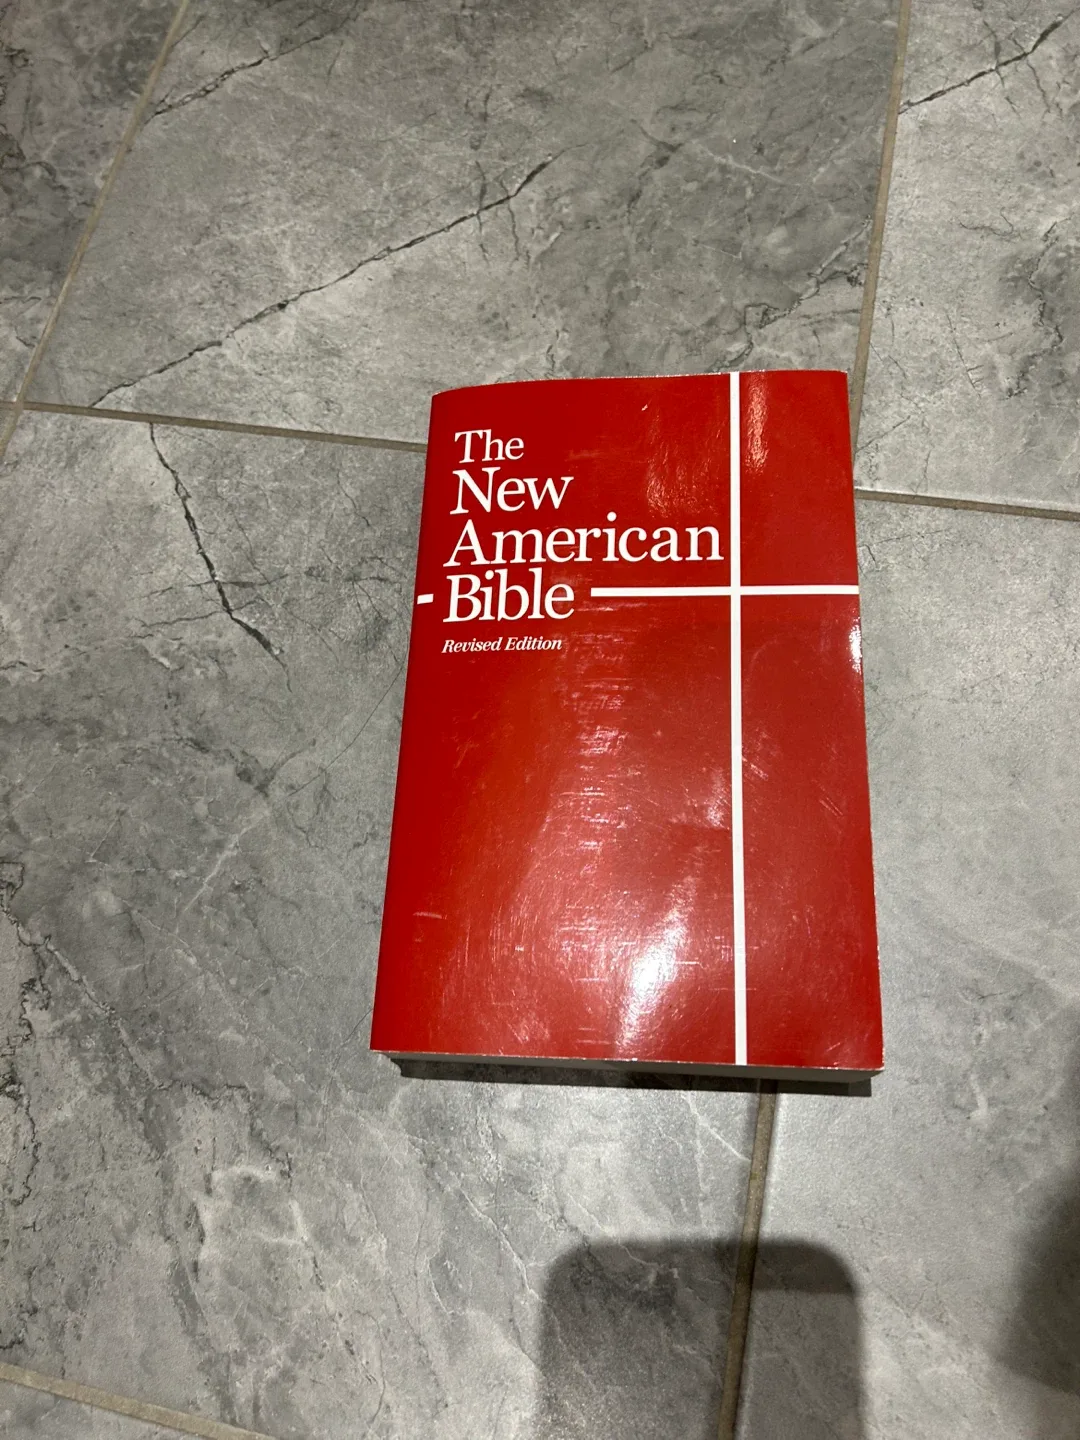 The
New
American
Bible
Revised Edition